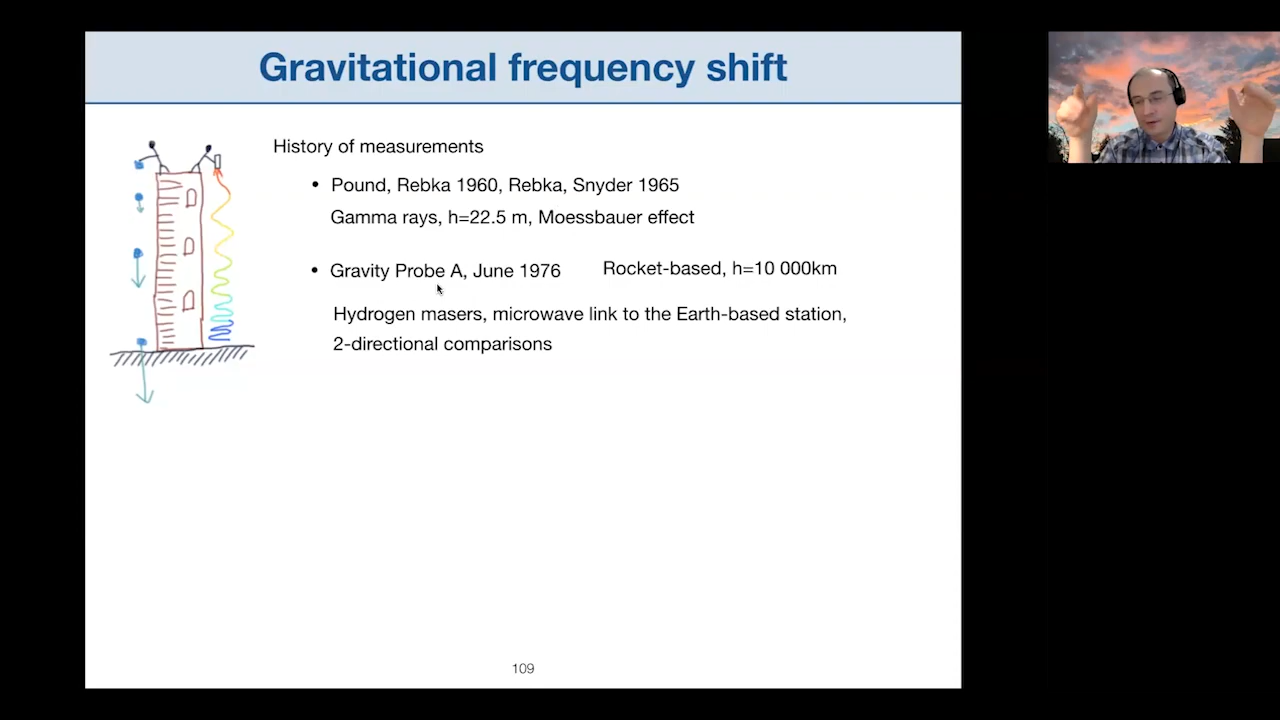 Gravitational frequency shift
History of measurements
• Pound, Rebka 1960, Rebka, Snyder 1965
Gamma rays, h=22.5 m, Moessbauer effect
• Gravity Probe A, June 1976 Rocket-based, h=10 000km
Hydrogen masers, microwave link to the Earth-based station,
2-directional comparisons
109